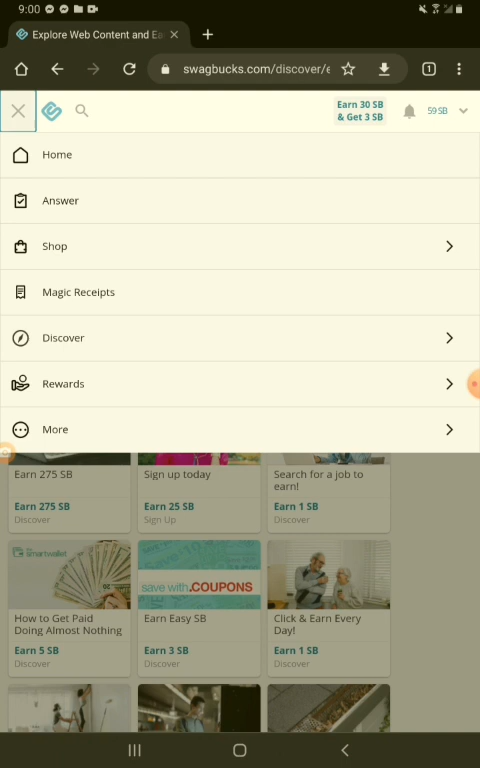 9:00
Explore Web Content and Ea
swagbucks.com/discover/e
1
Earn 30 SB
& Get 3 SB
59 SB
Home
Answer
Shop
Magic Receipts
Discover
Rewards
More
Earn 275 SB
Earn 275 SB
Discover
Sign up today
Earn 25 SB
Sign Up
Search for a job to
earn!
Earn 1 SB
Discover
smartwallet
How to Get Paid
Doing Almost Nothing
Earn 5 SB
Discover
save with.COUPONS
Earn Easy SB
Earn 3 SB
Discover
Click & Earn Every
Day!
Earn 1 SB
Discover